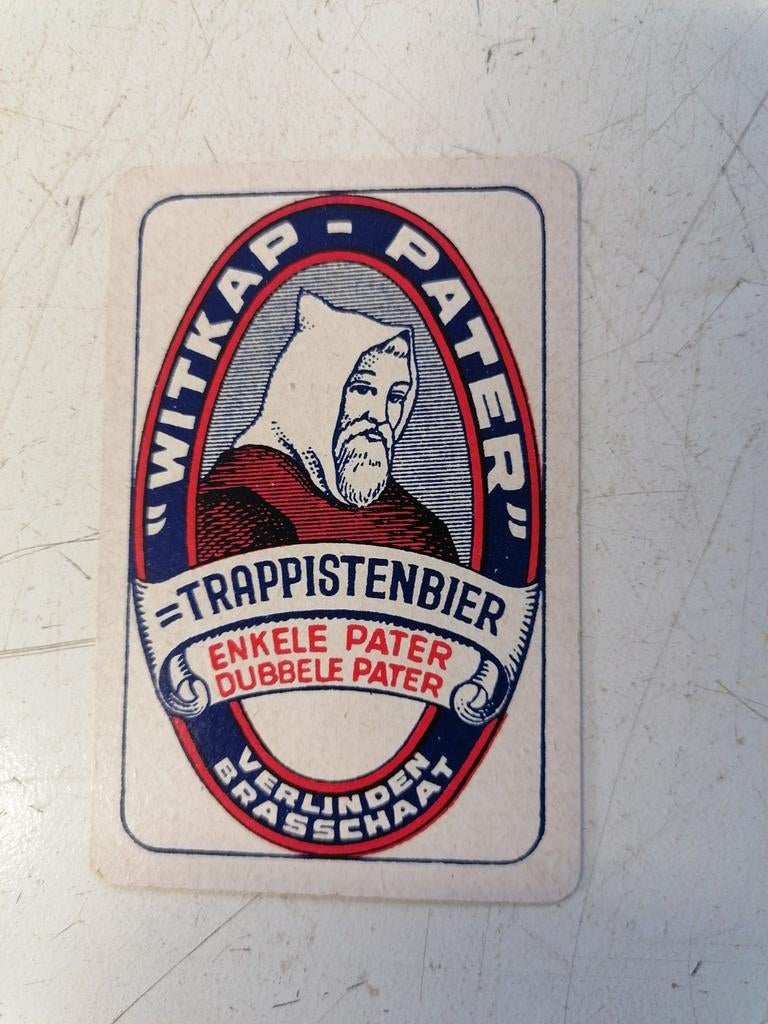 "WITKAP - PATER"
=TRAPPISTENBIER
ENKELE PATER
DUBBELE PATER
VERLINDEN
BRASSCHAAT